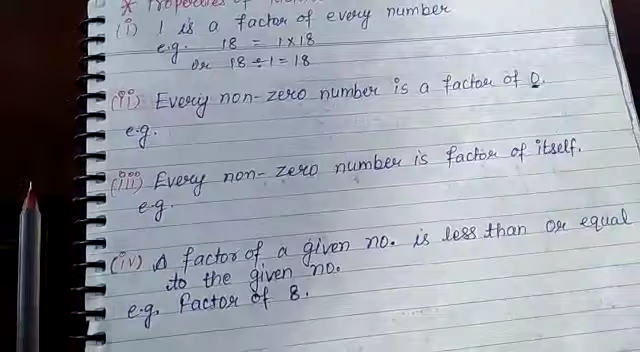 * Properties of
(i) 1 is a factor of every number
e.g. 18 = 1×18
or 18÷1=18
(ii) Every non-zero number is a factor of 0.
e.g.
(iii) Every non-zero number is factor of itself.
e.g.
(iv) A factor of a given no. is less than or equal
to the given no.
e.g. Factor of 8.